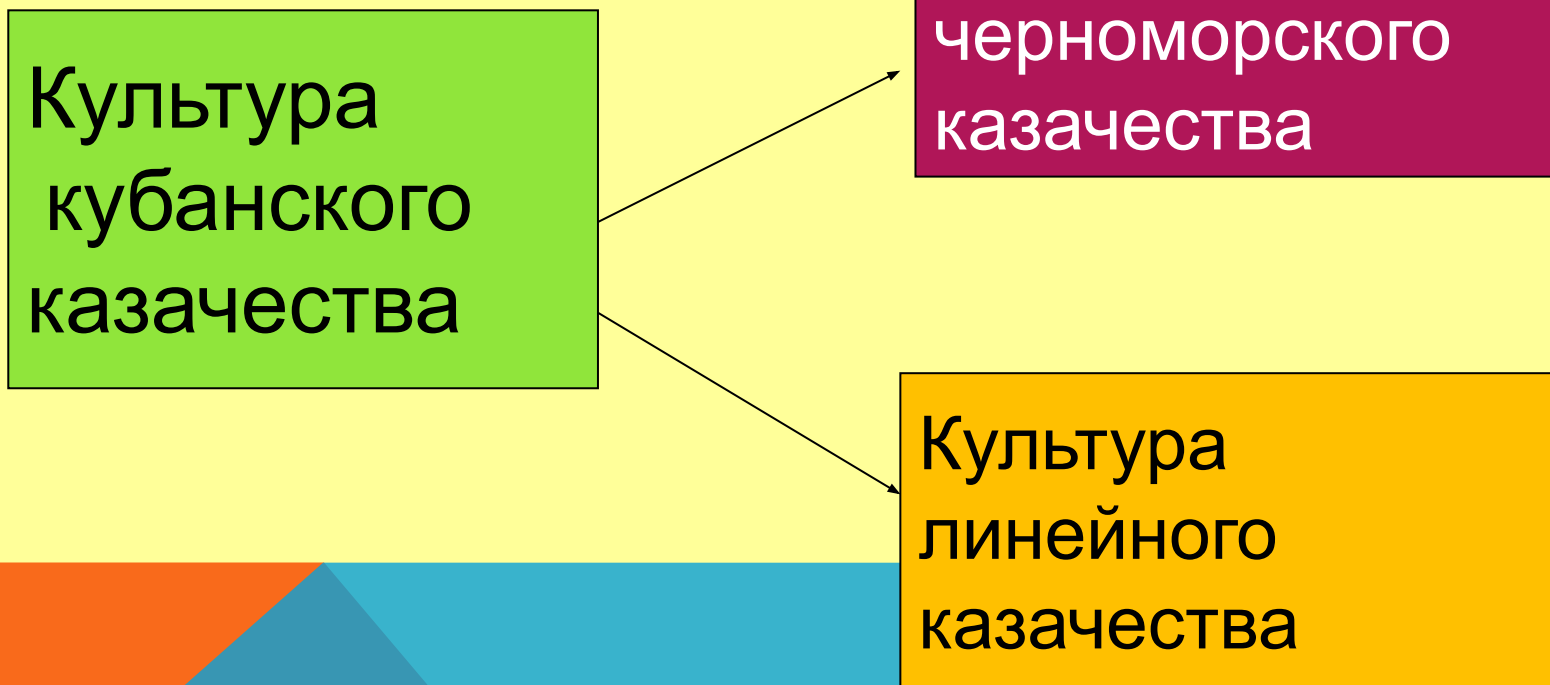 Культура
кубанского
казачества
черноморского
казачества
Культура
линейного
казачества